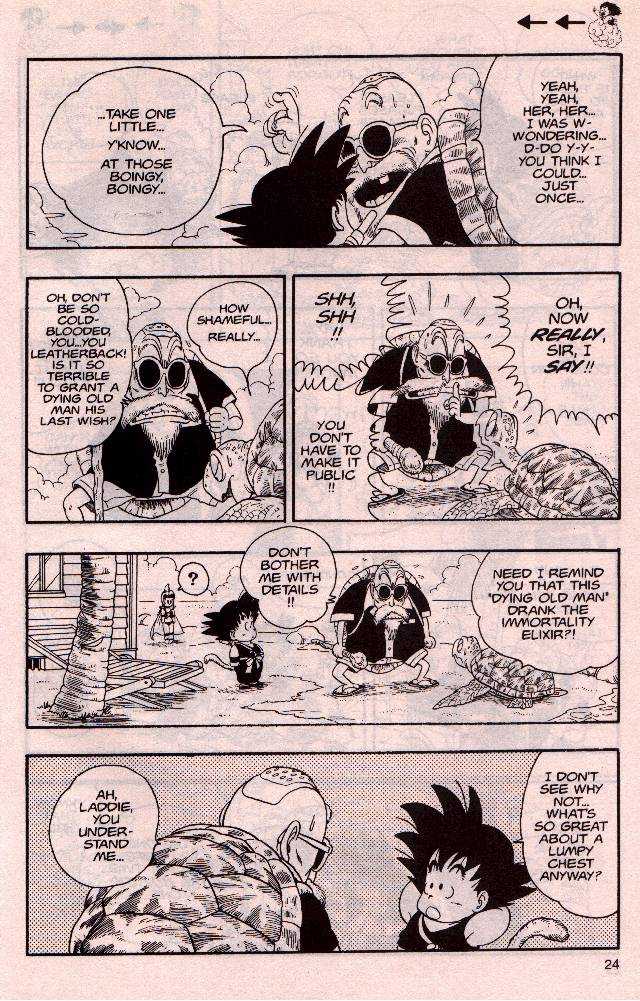 YEAH,
YEAH,
HER, HER...
I WAS W-
WONDERING...
D-DO Y-Y-
YOU THINK I
COULD...
JUST
ONCE...
...TAKE ONE
LITTLE...
Y'KNOW...
AT THOSE
BOINGY,
BOINGY...
OH,
NOW
REALLY,
SIR, I
SAY!!
SHH,
SHH
!!
YOU
DON'T
HAVE TO
MAKE IT
PUBLIC
!!
HOW
SHAMEFUL...
REALLY...
OH, DON'T
BE SO
COLD-
BLOODED,
YOU...YOU
LEATHERBACK!
IS IT SO
TERRIBLE
TO GRANT A
DYING OLD
MAN HIS
LAST WISH?
NEED I REMIND
YOU THAT THIS
"DYING OLD MAN"
DRANK THE
IMMORTALITY
ELIXIR?!
DON'T
BOTHER
ME WITH
DETAILS
!!
?
I DON'T
SEE WHY
NOT...
WHAT'S
SO GREAT
ABOUT A
LUMPY
CHEST
ANYWAY?
AH,
LADDIE,
YOU
UNDER-
STAND
ME...
24